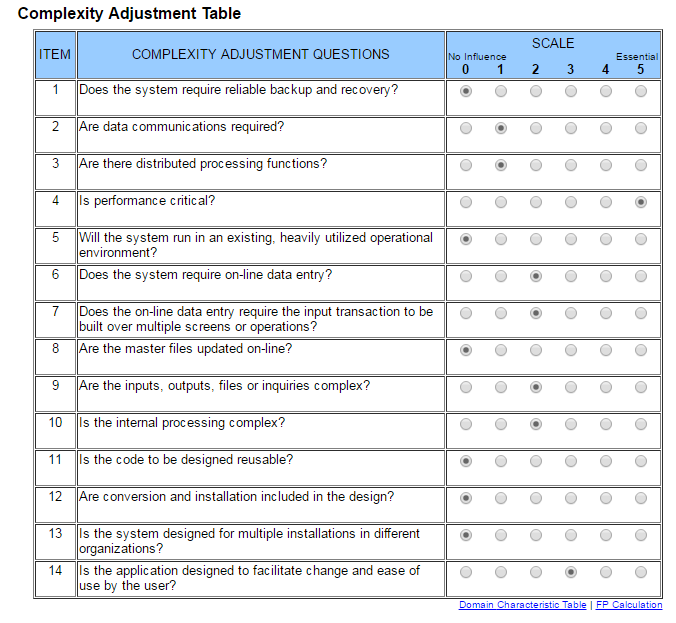 Complexity Adjustment Table
ITEM
COMPLEXITY ADJUSTMENT QUESTIONS
SCALE
No Influence Essential
0 1 2 3 4 5
1 Does the system require reliable backup and recovery?
2 Are data communications required?
3 Are there distributed processing functions?
4 Is performance critical?
5 Will the system run in an existing, heavily utilized operational
environment?
6 Does the system require on-line data entry?
7 Does the on-line data entry require the input transaction to be
built over multiple screens or operations?
8 Are the master files updated on-line?
9 Are the inputs, outputs, files or inquiries complex?
10 Is the internal processing complex?
11 Is the code to be designed reusable?
12 Are conversion and installation included in the design?
13 Is the system designed for multiple installations in different
organizations?
14 Is the application designed to facilitate change and ease of
use by the user?
Domain Characteristic Table | FP Calculation